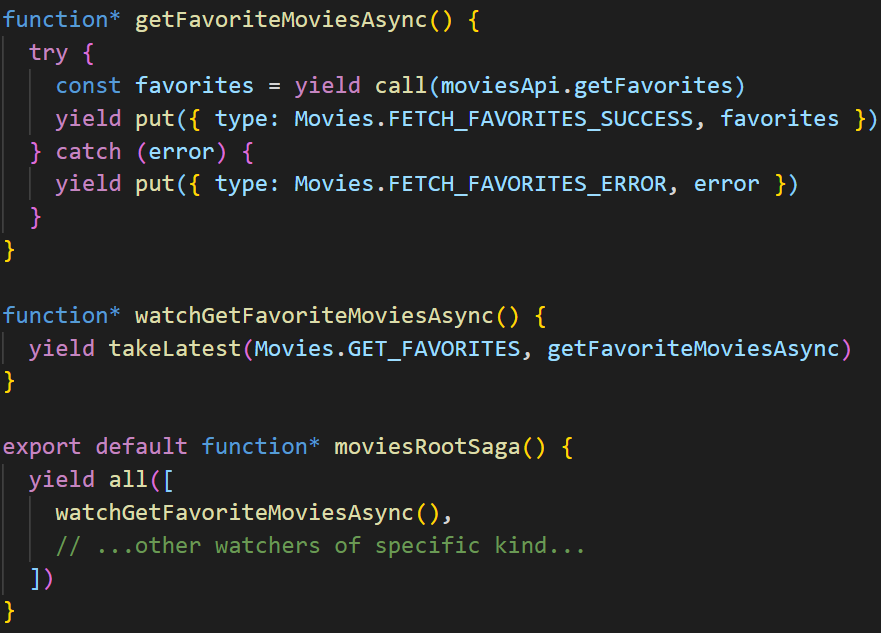 function* getFavoriteMoviesAsync() {
  try {
    const favorites = yield call(moviesApi.getFavorites)
    yield put({ type: Movies.FETCH_FAVORITES_SUCCESS, favorites })
  } catch (error) {
    yield put({ type: Movies.FETCH_FAVORITES_ERROR, error })
  }
}

function* watchGetFavoriteMoviesAsync() {
  yield takeLatest(Movies.GET_FAVORITES, getFavoriteMoviesAsync)
}

export default function* moviesRootSaga() {
  yield all([
    watchGetFavoriteMoviesAsync(),
    // ...other watchers of specific kind...
  ])
}